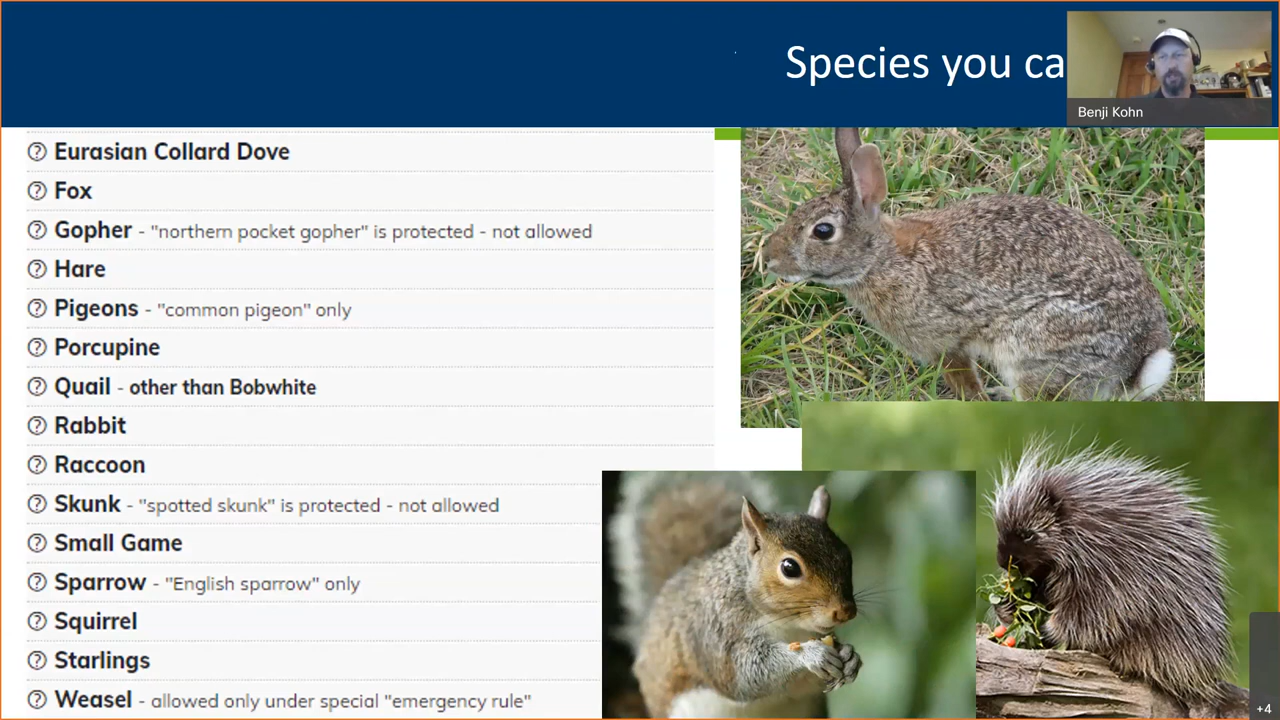 Species you ca
Benji Kohn
Eurasian Collard Dove
Fox
Gopher - "northern pocket gopher" is protected - not allowed
Hare
Pigeons - "common pigeon" only
Porcupine
Quail - other than Bobwhite
Rabbit
Raccoon
Skunk - "spotted skunk" is protected - not allowed
Small Game
Sparrow - "English sparrow" only
Squirrel
Starlings
Weasel - allowed only under special "emergency rule"
+4